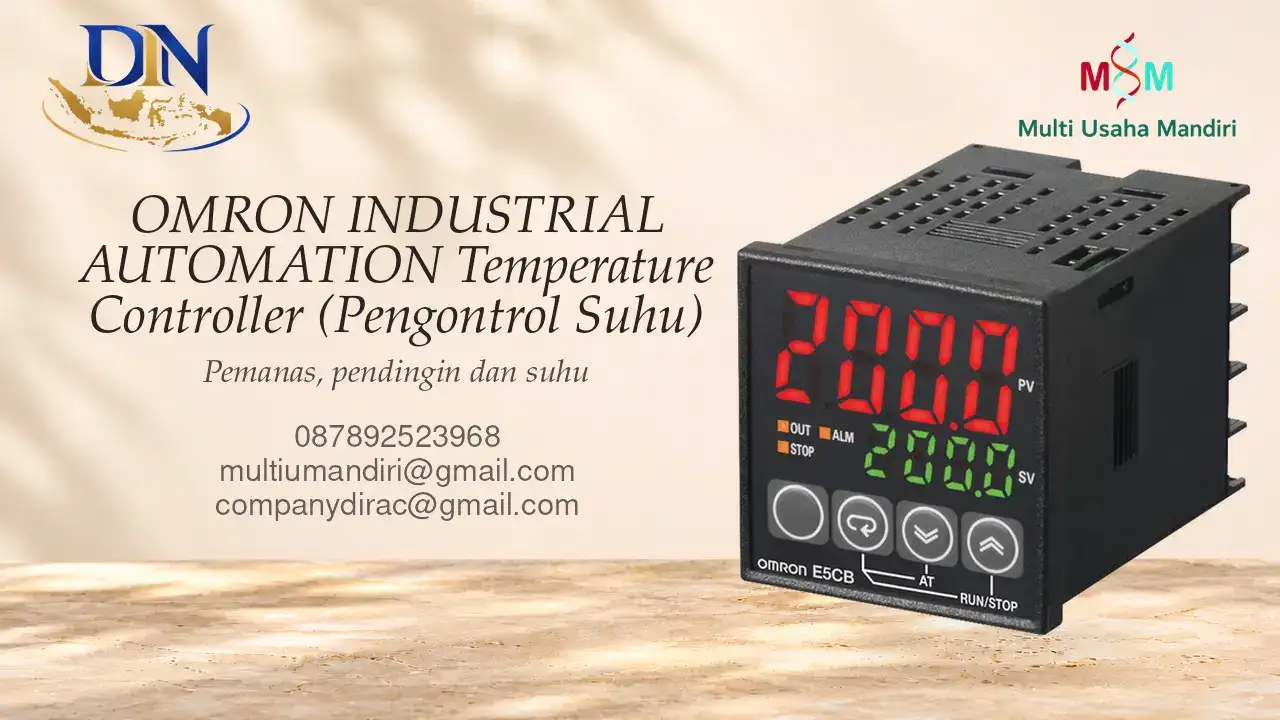 DN
M M
Multi Usaha Mandiri
OMRON INDUSTRIAL
AUTOMATION Temperature
Controller (Pengontrol Suhu)
Pemanas, pendingin dan suhu
087892523968
multiumandiri@gmail.com
companydirac@gmail.com
200.0
PV
OUT ALM
STOP
200.0
SV
omron E5CB
AT
RUN/STOP